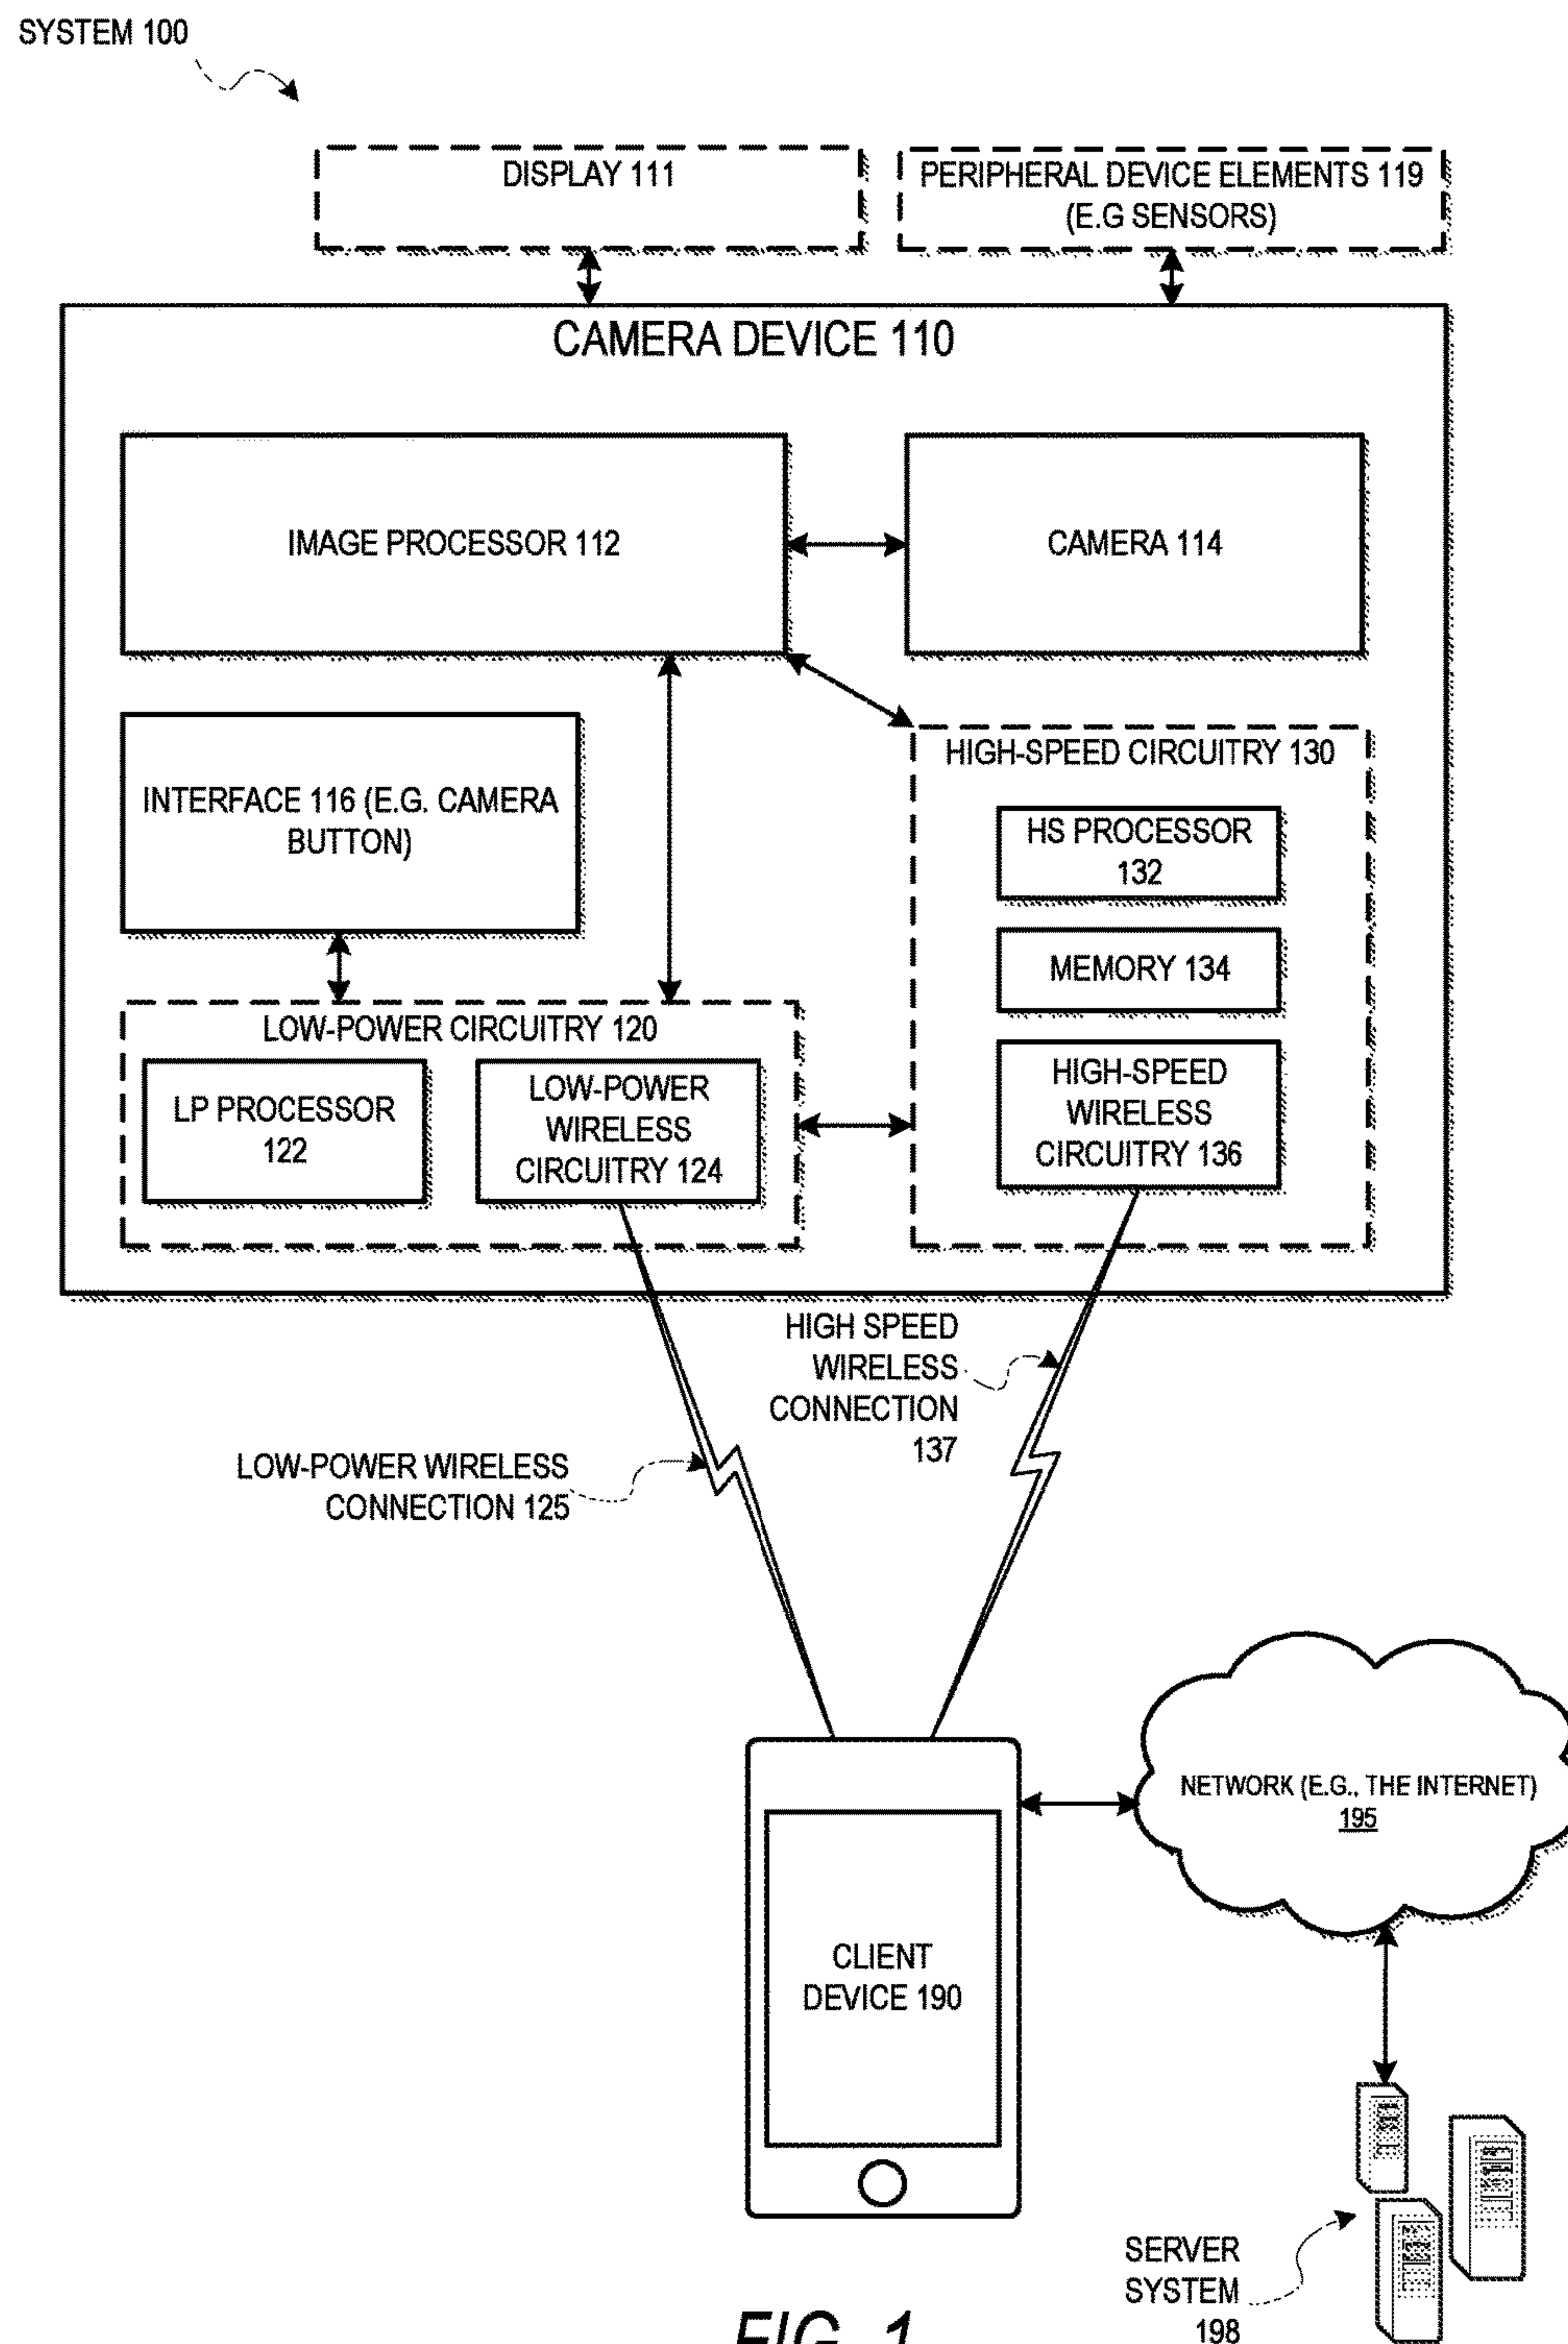 SYSTEM 100
DISPLAY 111
PERIPHERAL DEVICE ELEMENTS 119
(E.G SENSORS)
CAMERA DEVICE 110
IMAGE PROCESSOR 112
CAMERA 114
INTERFACE 116 (E.G. CAMERA
BUTTON)
HIGH-SPEED CIRCUITRY 130
HS PROCESSOR
132
MEMORY 134
HIGH-SPEED
WIRELESS
CIRCUITRY 136
LOW-POWER CIRCUITRY 120
LP PROCESSOR
122
LOW-POWER
WIRELESS
CIRCUITRY 124
HIGH SPEED
WIRELESS
CONNECTION
137
LOW-POWER WIRELESS
CONNECTION 125
NETWORK (E.G., THE INTERNET)
195
CLIENT
DEVICE 190
SERVER
SYSTEM
198
FIG. 1